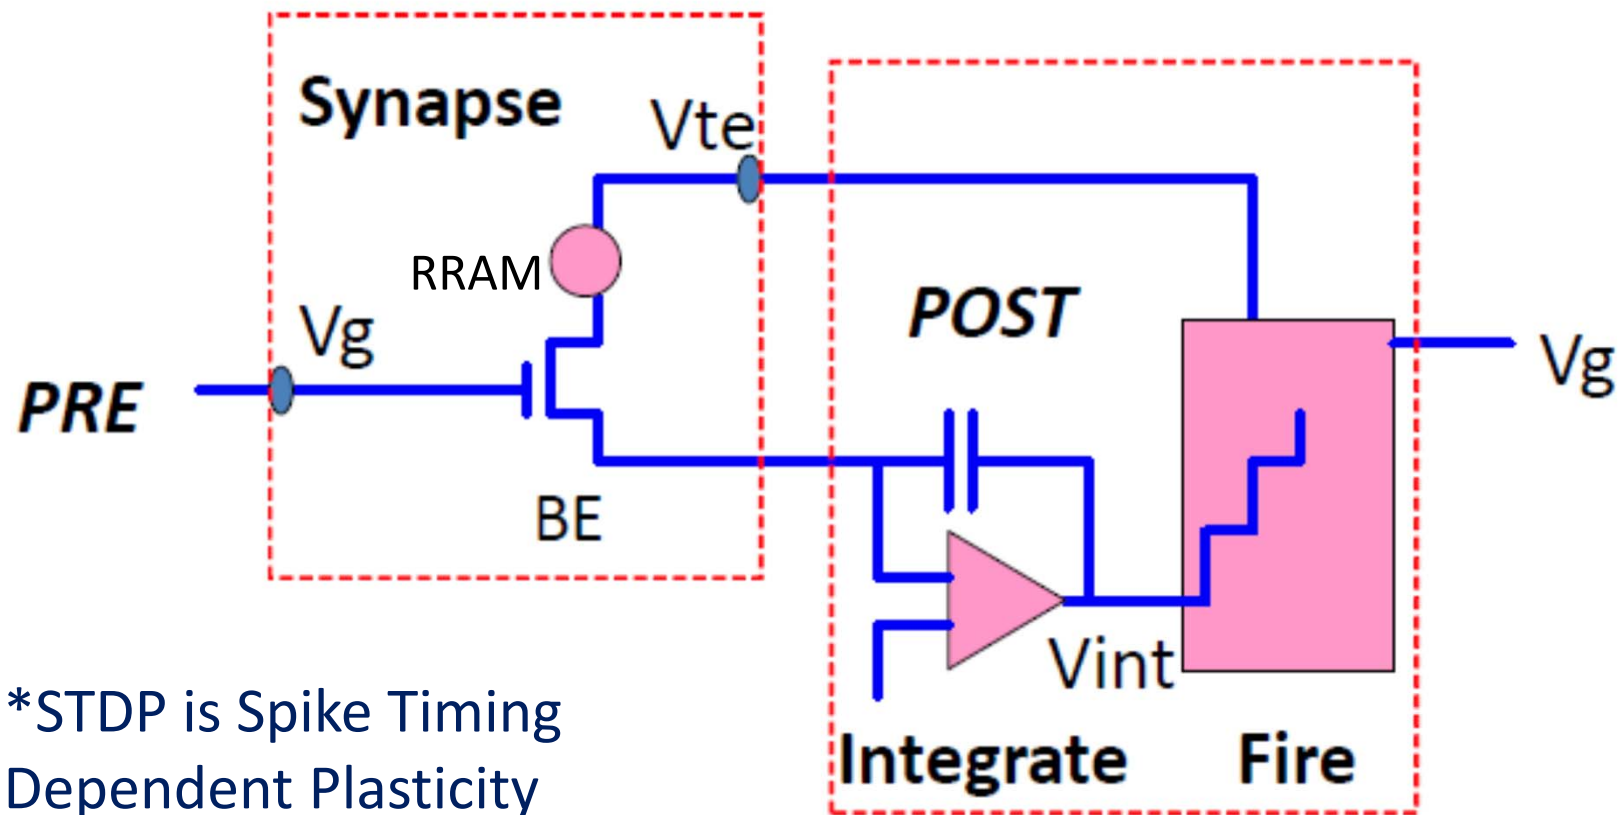 Synapse
Vte
RRAM
Vg
PRE
POST
Vg
BE
Vint
Integrate
Fire
*STDP is Spike Timing
Dependent Plasticity